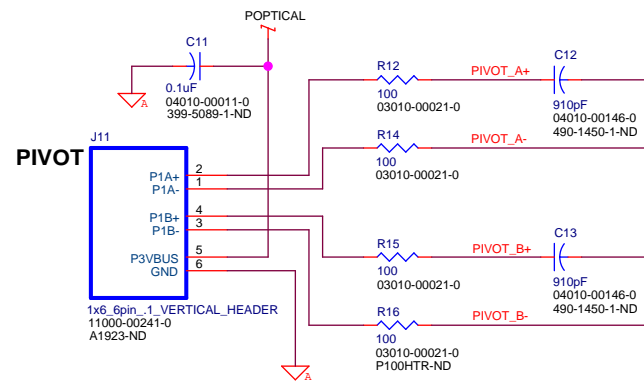 POPTICAL
C11
0.1uF
04010-00011-0
399-5089-1-ND
A
R12
100
03010-00021-0
PIVOT_A+
C12
910pF
04010-00146-0
490-1450-1-ND
PIVOT
J11
R14
100
03010-00021-0
PIVOT_A-
P1A+ 2
P1A- 1
P1B+ 4
P1B- 3
P3VBUS 5
GND 6
R15
100
03010-00021-0
PIVOT_B+
C13
910pF
04010-00146-0
490-1450-1-ND
1x6_6pin_.1_VERTICAL_HEADER
11000-00241-0
A1923-ND
R16
100
03010-00021-0
P100HTR-ND
PIVOT_B-
A